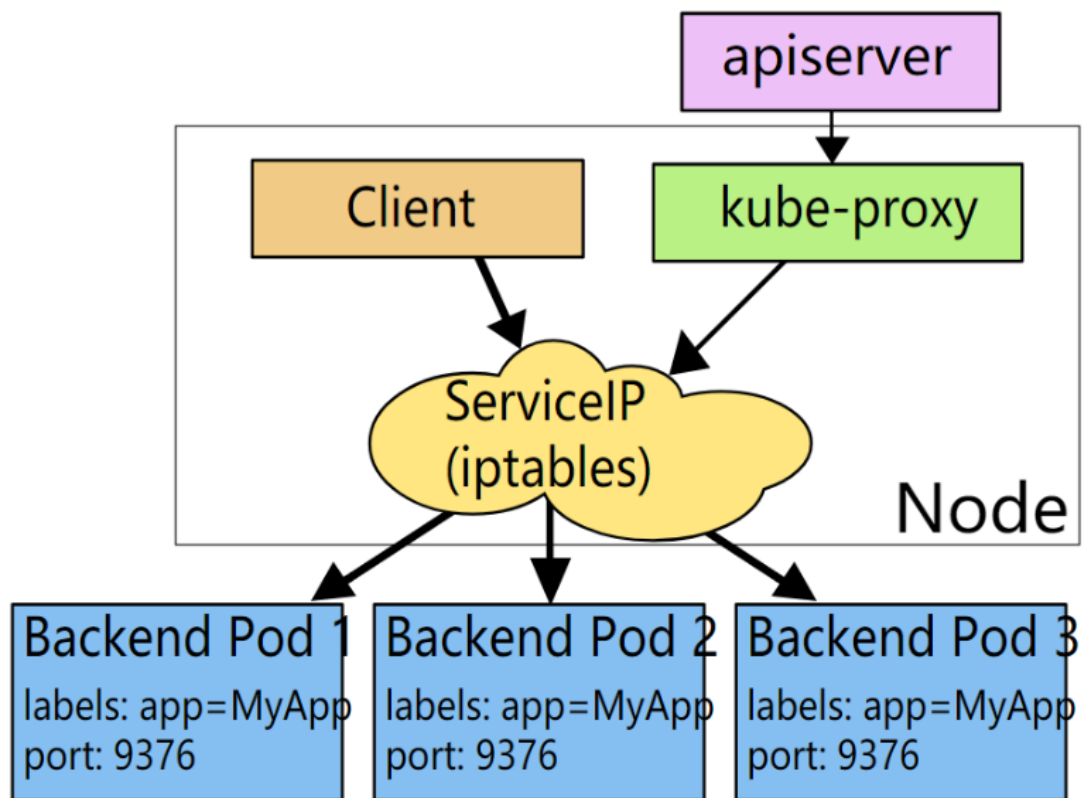 apiserver
Client
kube-proxy
ServiceIP
(iptables)
Node
Backend Pod 1
labels: app=MyApp
port: 9376
Backend Pod 2
labels: app=MyApp
port: 9376
Backend Pod 3
labels: app=MyApp
port: 9376